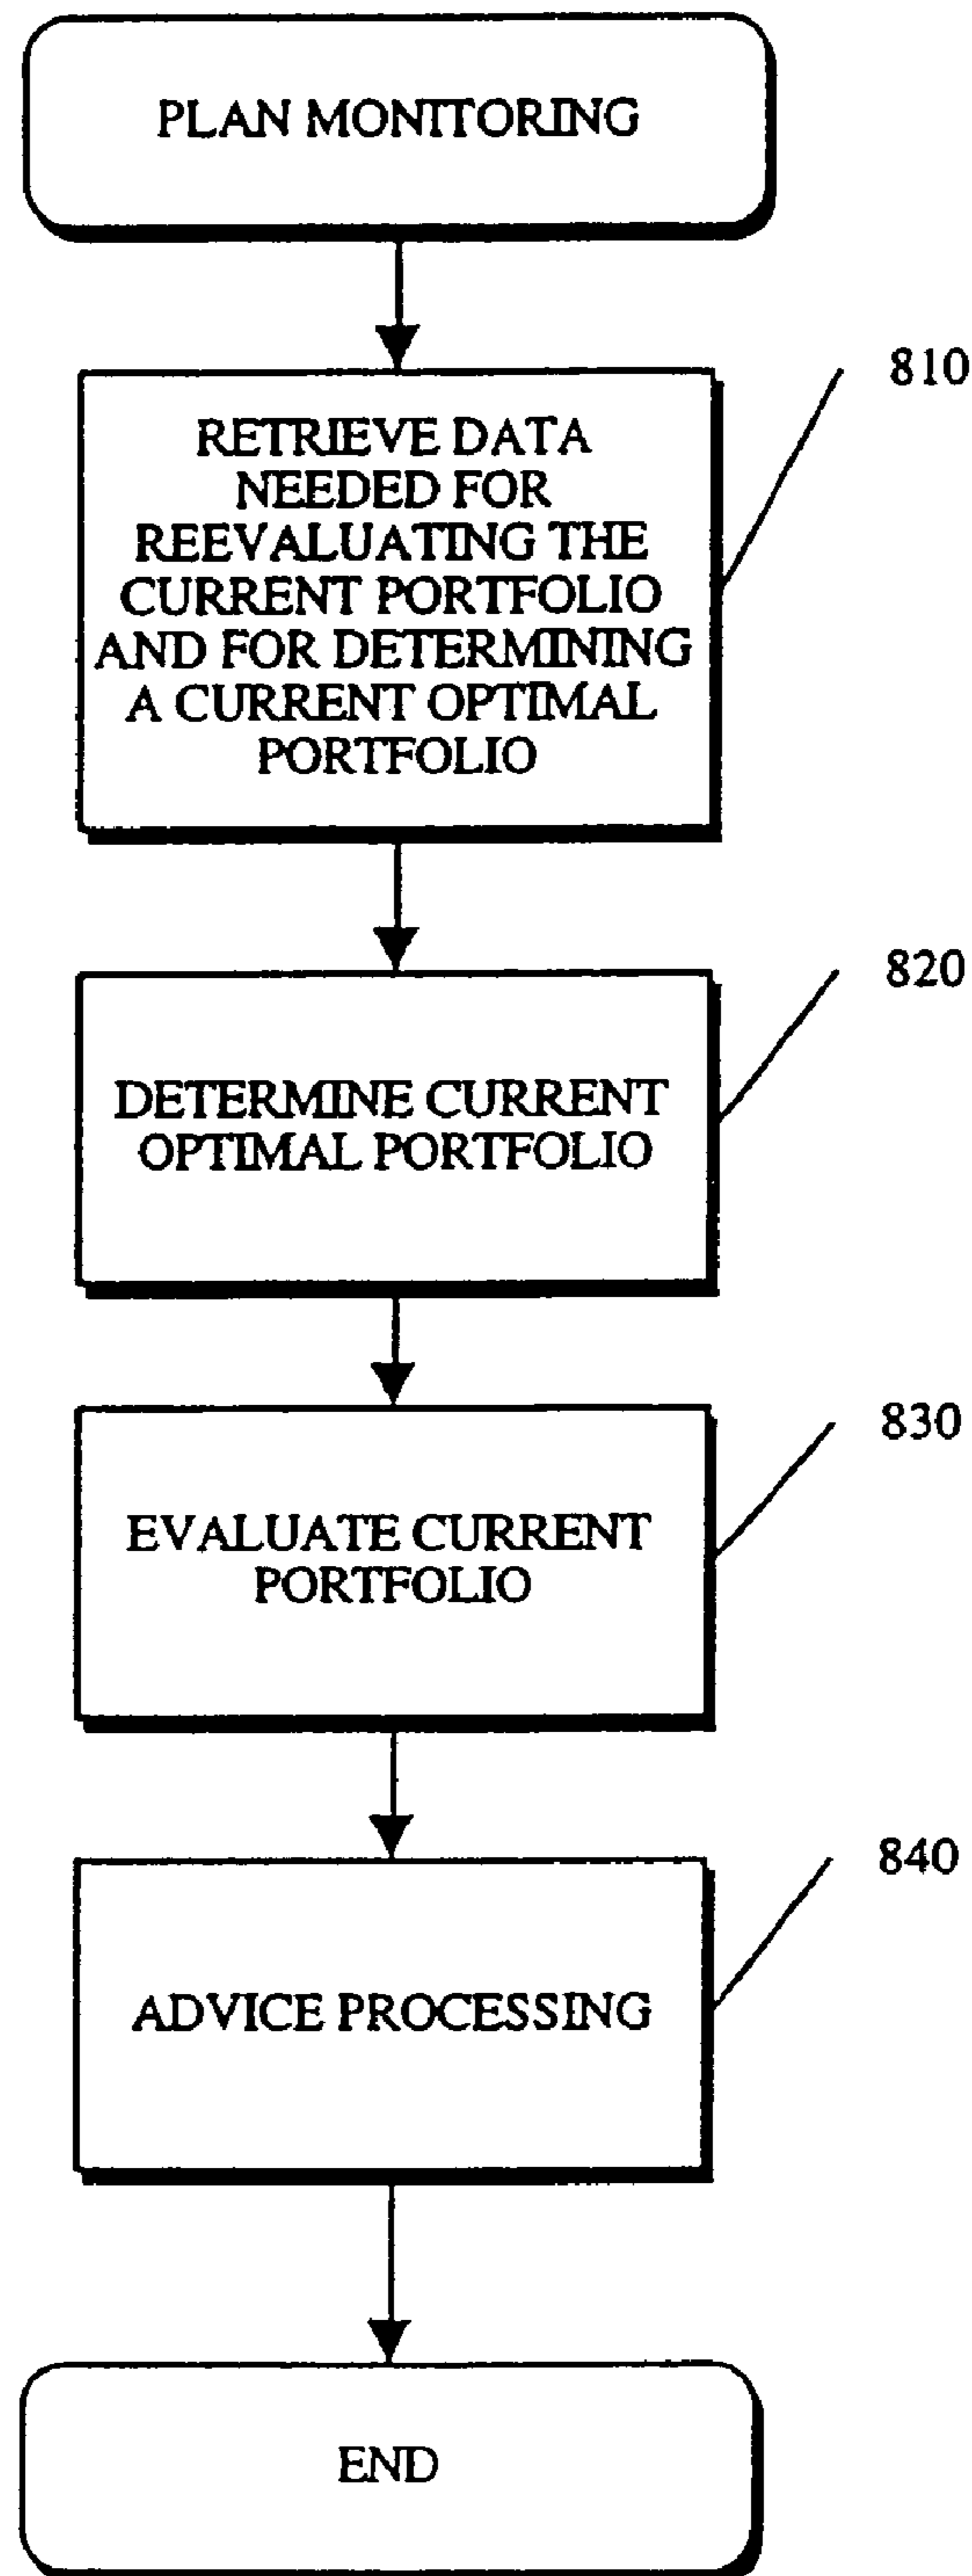 PLAN MONITORING
810
RETRIEVE DATA
NEEDED FOR
REEVALUATING THE
CURRENT PORTFOLIO
AND FOR DETERMINING
A CURRENT OPTIMAL
PORTFOLIO
820
DETERMINE CURRENT
OPTIMAL PORTFOLIO
830
EVALUATE CURRENT
PORTFOLIO
840
ADVICE PROCESSING
END